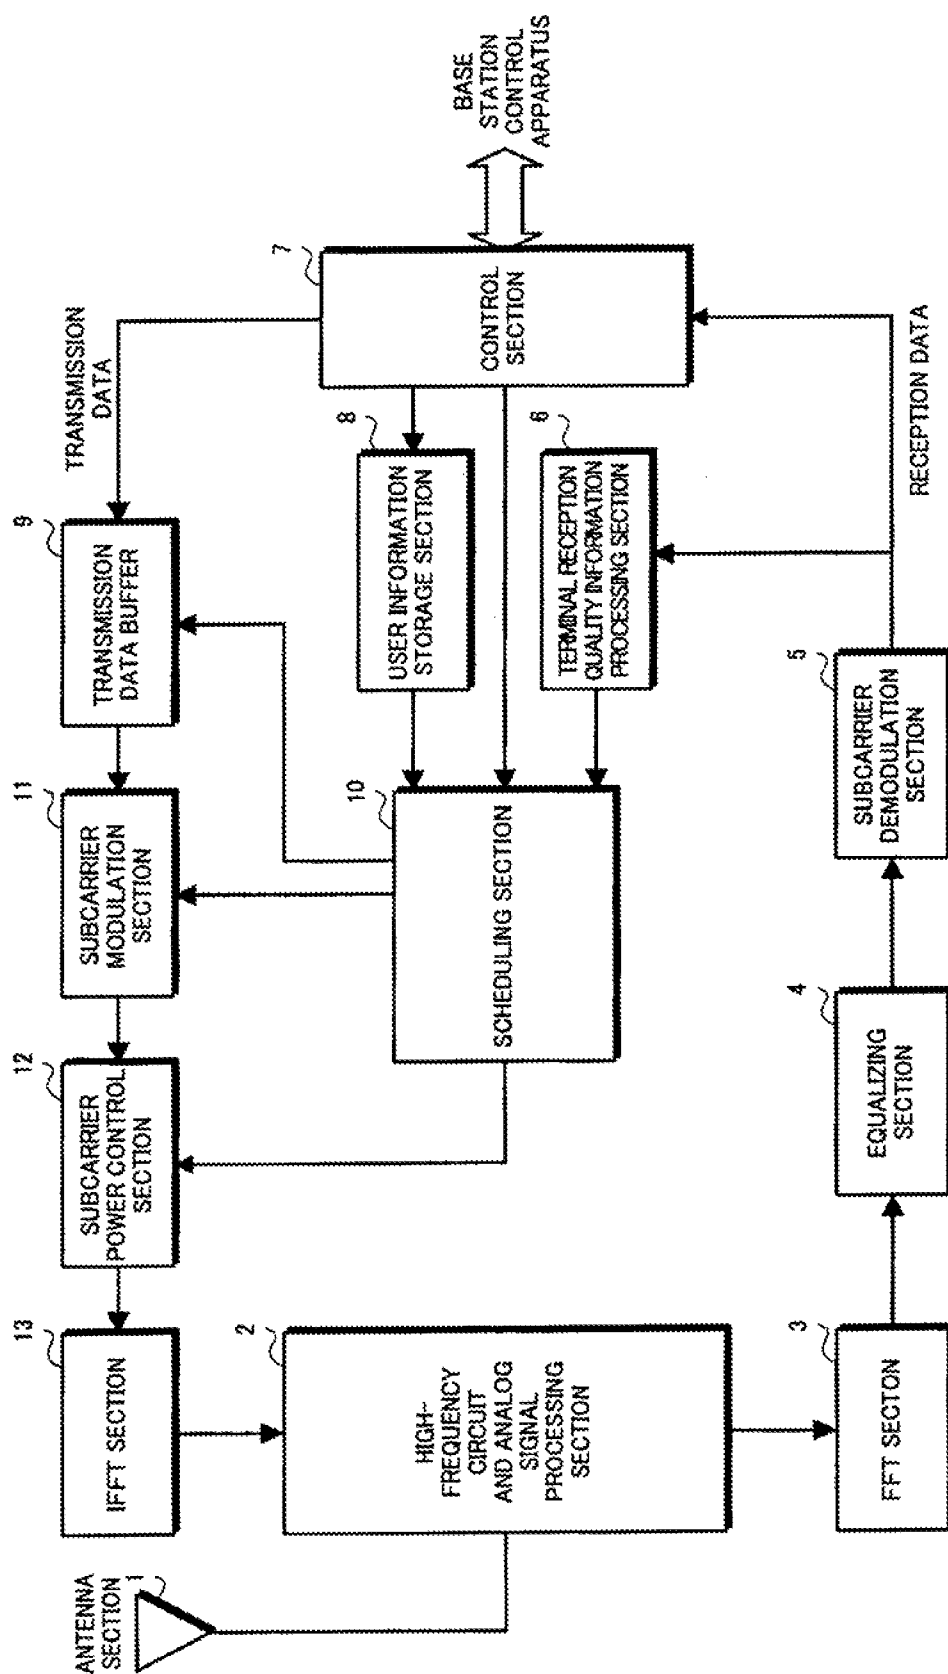 ANTENNA
SECTION
1
13
IFFT SECTION
12
SUBCARRIER
POWER CONTROL
SECTION
11
SUBCARRIER
MODULATION
SECTION
9
TRANSMISSION
DATA BUFFER
TRANSMISSION
DATA
2
HIGH-
FREQUENCY
CIRCUIT
AND ANALOG
SIGNAL
PROCESSING
SECTION
10
SCHEDULING SECTION
8
USER INFORMATION
STORAGE SECTION
6
TERMINAL RECEPTION
QUALITY INFORMATION
PROCESSING SECTION
7
CONTROL
SECTION
BASE
STATION
CONTROL
APPARATUS
3
FFT SECTON
4
EQUALIZING
SECTION
5
SUBCARRIER
DEMODULATION
SECTION
RECEPTION DATA